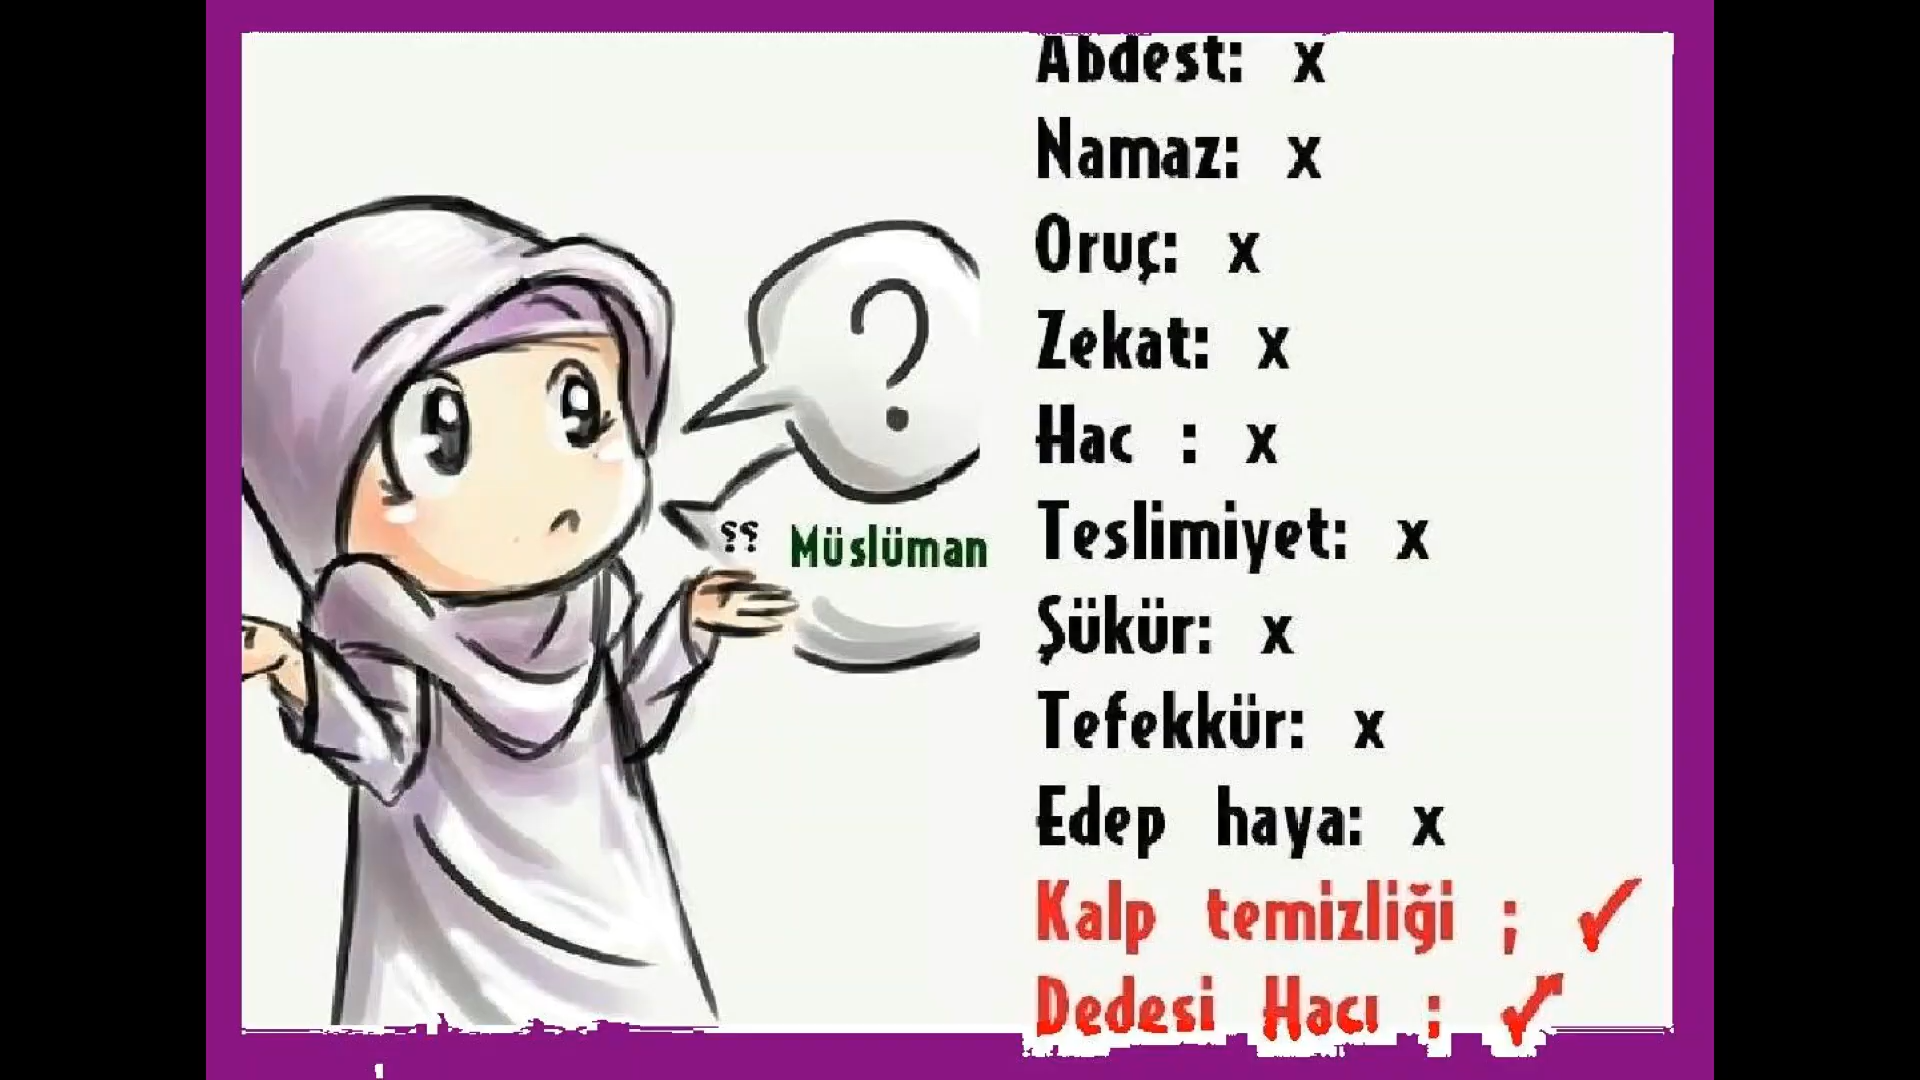 Abdest: x
Namaz: x
Oruç: x
Zekat: x
Hac : x
Teslimiyet: x
Şükür: x
Tefekkür: x
Edep haya: x
Kalp temizliği ; ✓
Dedesi Hacı ; ✓
?
?? Müslüman